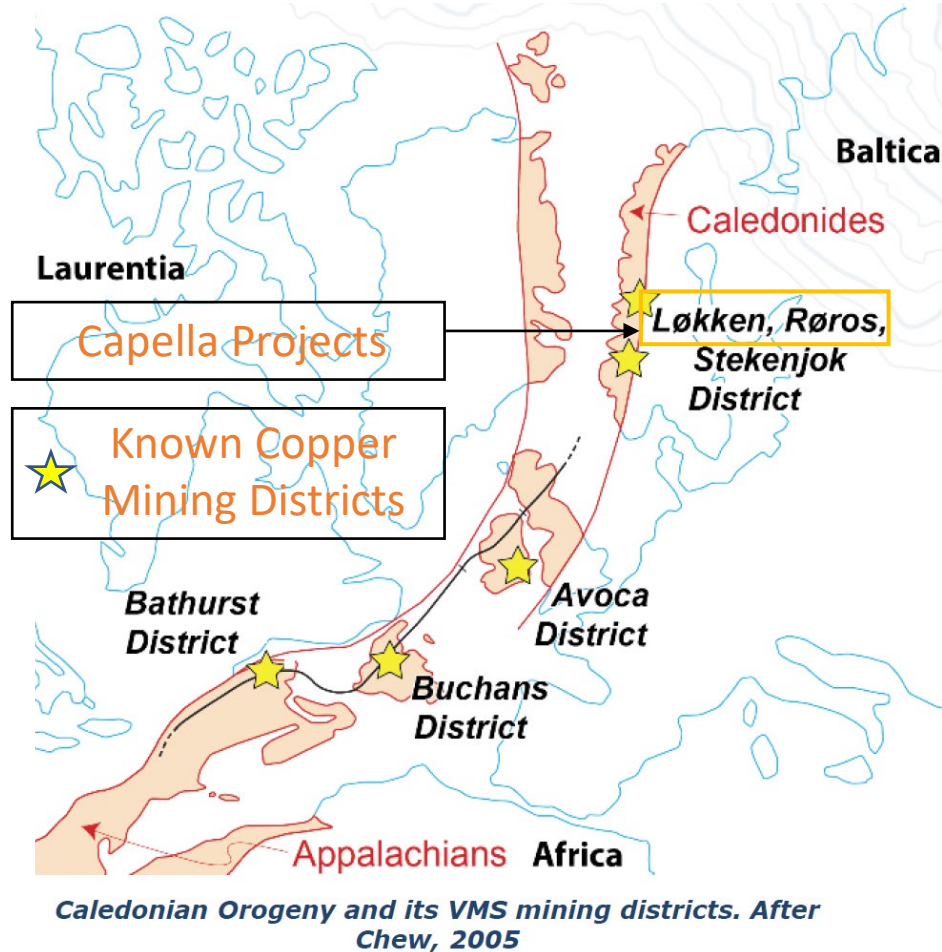 Baltica
Caledonides
Laurentia
Capella Projects
Løkken, Røros,
Stekenjok
District
Known Copper
Mining Districts
Bathurst
District
Avoca
District
Buchans
District
Appalachians
Africa
Caledonian Orogeny and its VMS mining districts. After
Chew, 2005